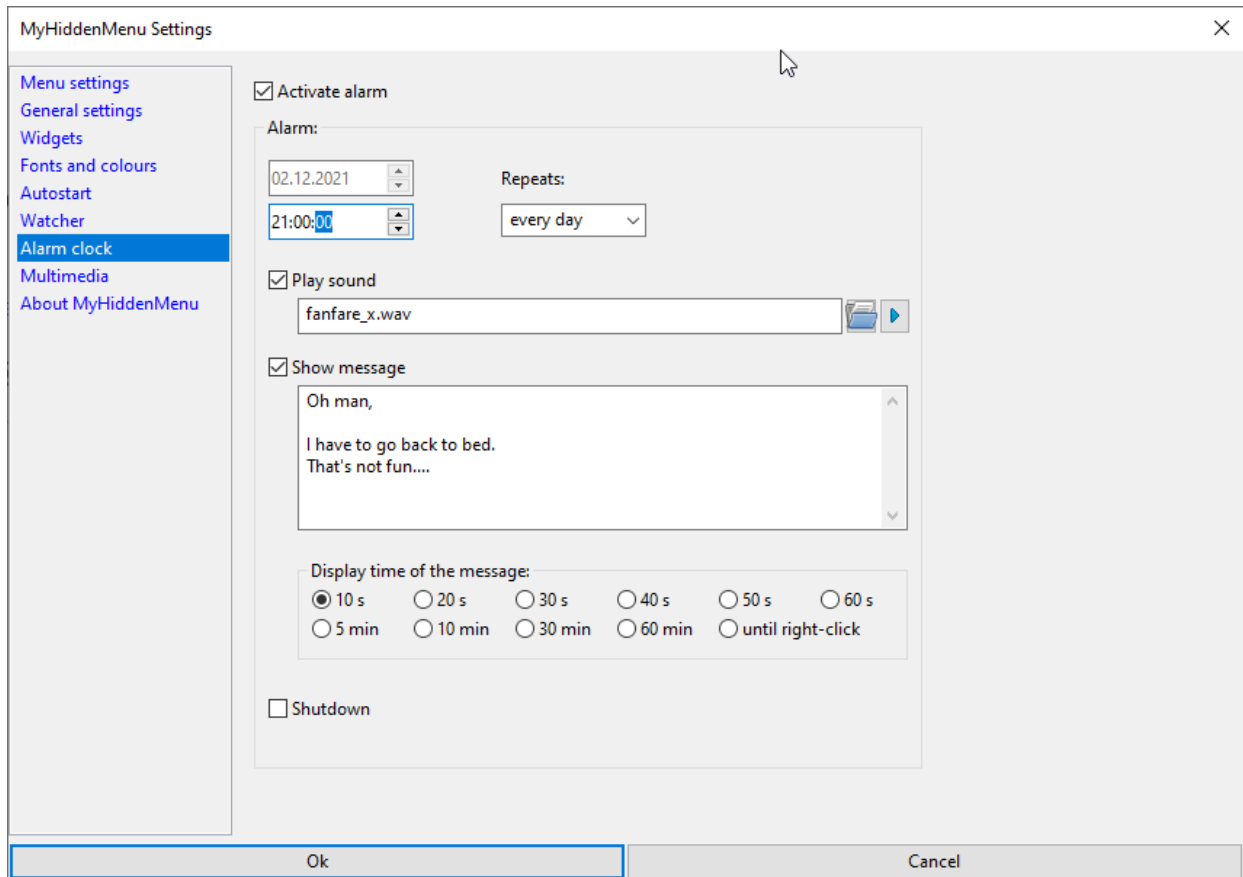 MyHiddenMenu Settings
Menu settings
General settings
Widgets
Fonts and colours
Autostart
Watcher
Alarm clock
Multimedia
About MyHiddenMenu
Activate alarm
Alarm:
02.12.2021
Repeats:
21:00:00
every day
Play sound
fanfare_x.wav
Show message
Oh man,
I have to go back to bed.
That's not fun....
Display time of the message:
10 s 20 s 30 s 40 s 50 s 60 s
5 min 10 min 30 min 60 min until right-click
Shutdown
Ok Cancel